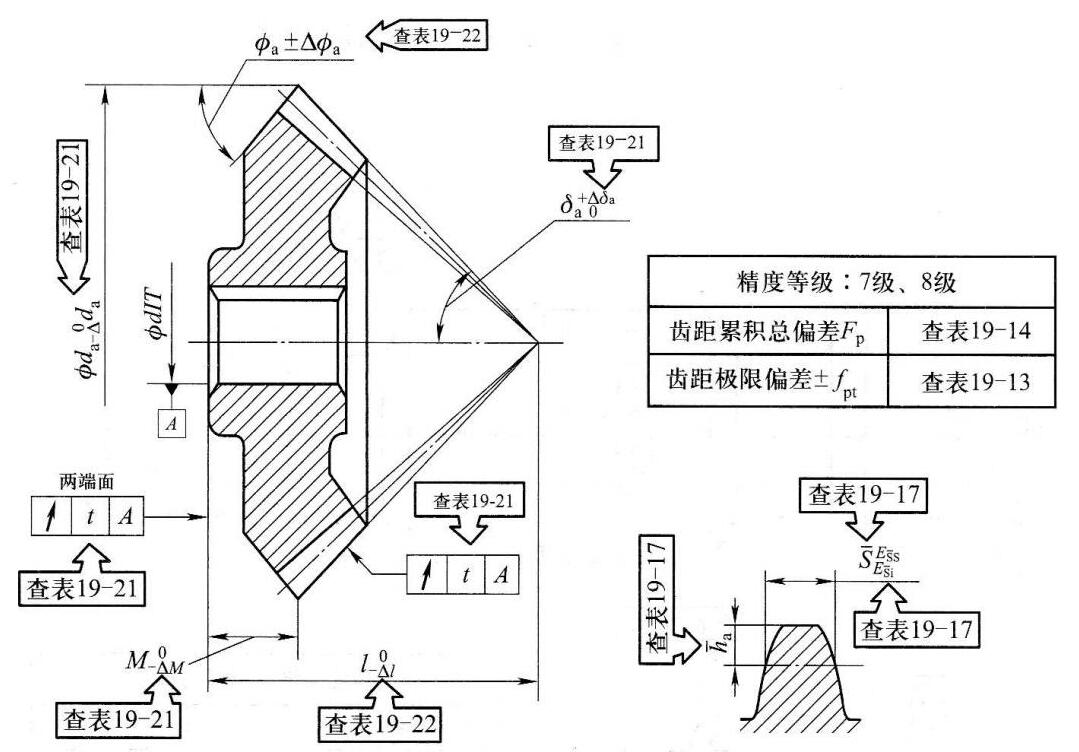 ϕa±Δϕa
查表19-22
查表19-21
ϕda-Δda 0
ϕdIT
A
查表19-21
δa+Δδa 0
精度等级：7级、8级
齿距累积总偏差Fp 查表19-14
齿距极限偏差±fpt 查表19-13
两端面
t A
查表19-21
查表19-21
t A
M-ΔM 0
查表19-21
l-Δl 0
查表19-22
查表19-17
S̅ES̅s ES̅i
查表19-17
查表19-17
h̅a